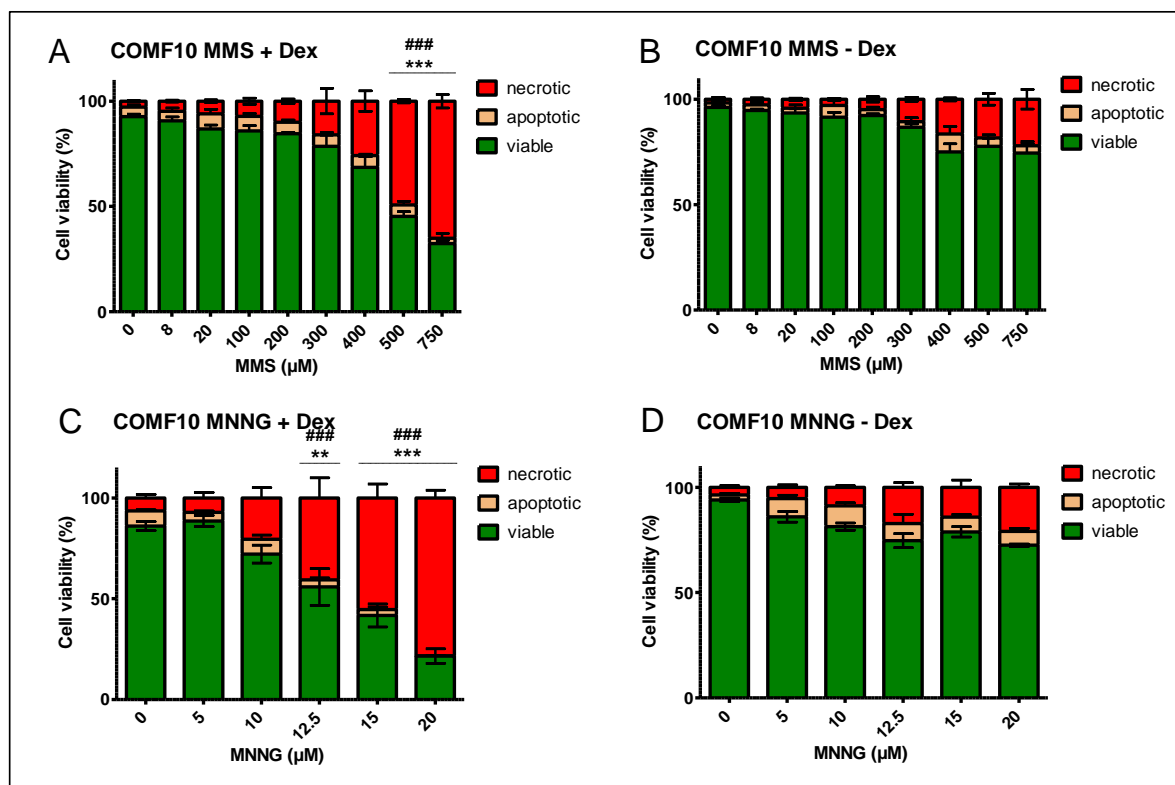 A
COMF10 MMS + Dex
###
***
necrotic
apoptotic
viable
Cell viability (%)
100
50
0
0 8 20 100 200 300 400 500 750
MMS (µM)
B
COMF10 MMS - Dex
necrotic
apoptotic
viable
Cell viability (%)
100
50
0
0 8 20 100 200 300 400 500 750
MMS (µM)
C
COMF10 MNNG + Dex
### ###
** ***
necrotic
apoptotic
viable
Cell viability (%)
100
50
0
0 5 10 12.5 15 20
MNNG (µM)
D
COMF10 MNNG - Dex
necrotic
apoptotic
viable
Cell viability (%)
100
50
0
0 5 10 12.5 15 20
MNNG (µM)